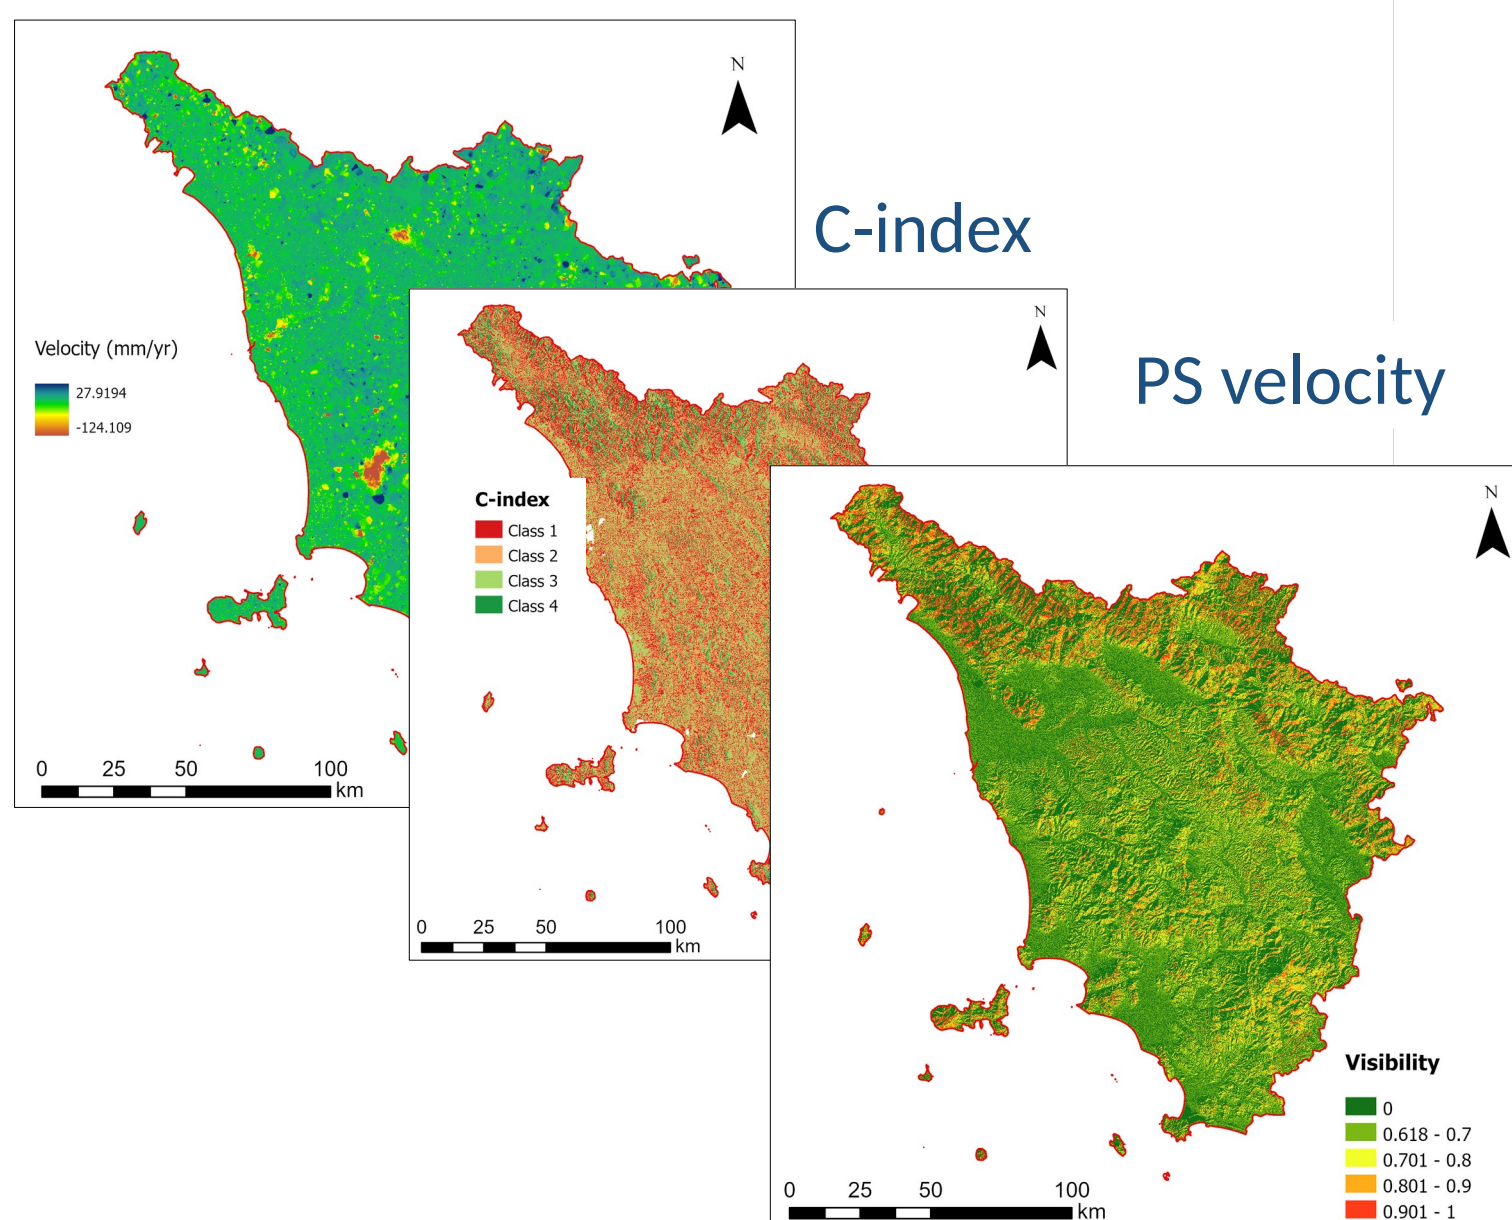 N
C-index
Velocity (mm/yr)
27.9194
-124.109
0 25 50 100
km
N
PS velocity
C-index
Class 1
Class 2
Class 3
Class 4
0 25 50 100
km
N
Visibility
0
0.618 - 0.7
0.701 - 0.8
0.801 - 0.9
0.901 - 1
0 25 50 100
km